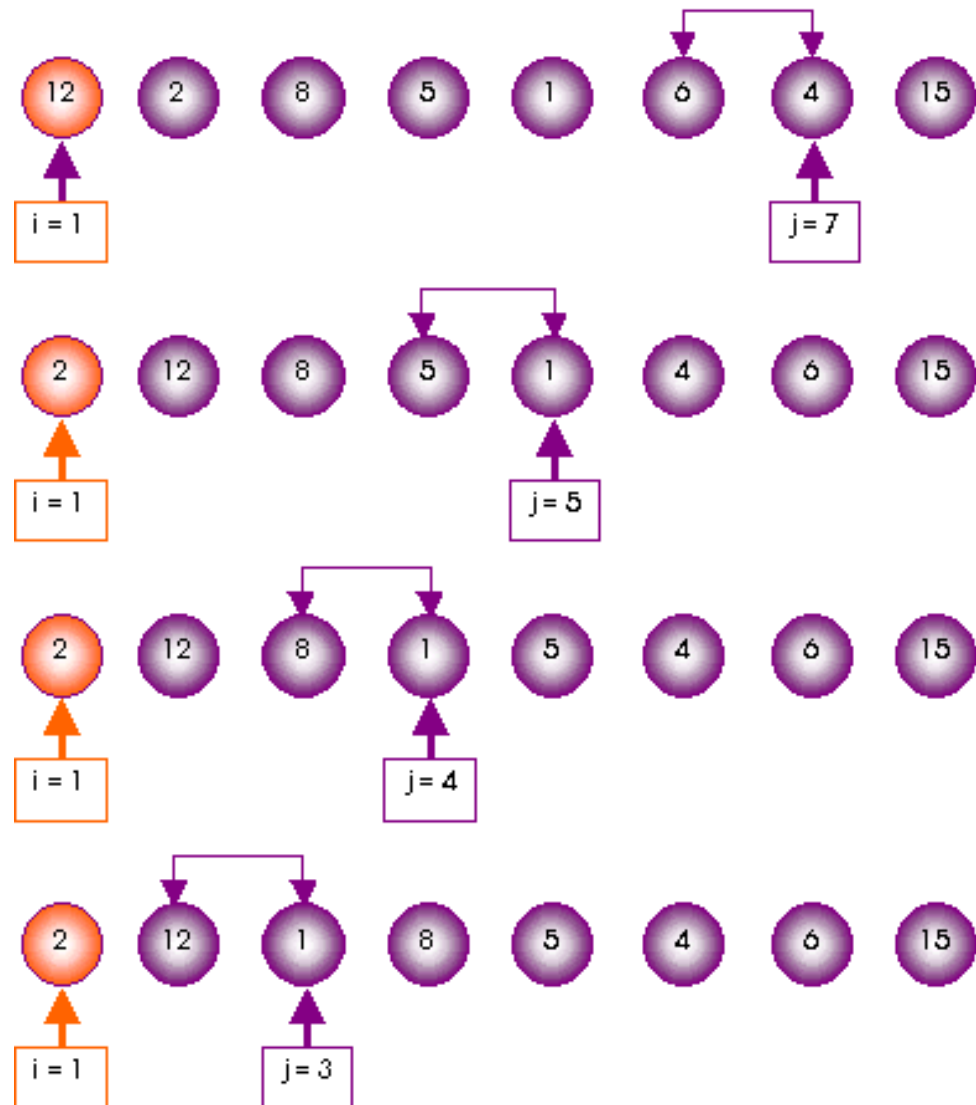 12 2 8 5 1 6 4 15
i = 1 j = 7
2 12 8 5 1 4 6 15
i = 1 j = 5
2 12 8 1 5 4 6 15
i = 1 j = 4
2 12 1 8 5 4 6 15
i = 1 j = 3